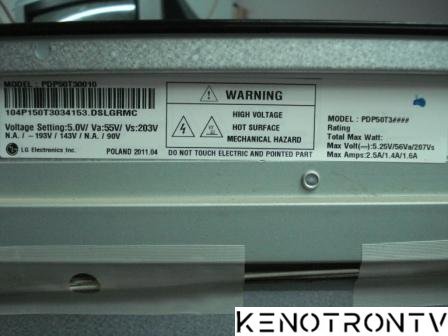 MODEL : PDP50T30010
104P150T3034153.DSLGRMC
Voltage Setting:5.0V/ Va:55V/ Vs:203V
N.A. / -193V / 143V / N.A. / 90V
LG Electronics Inc. POLAND 2011.04
WARNING
HIGH VOLTAGE
HOT SURFACE
MECHANICAL HAZARD
DO NOT TOUCH ELECTRIC AND POINTED PART
MODEL: PDP50T3####
Rating
Total Max Watt:
Max Volt(⎓):5.25V/56Va/207Vs
Max Amps:2.5A/1.4A/1.6A
KENOTRONTV